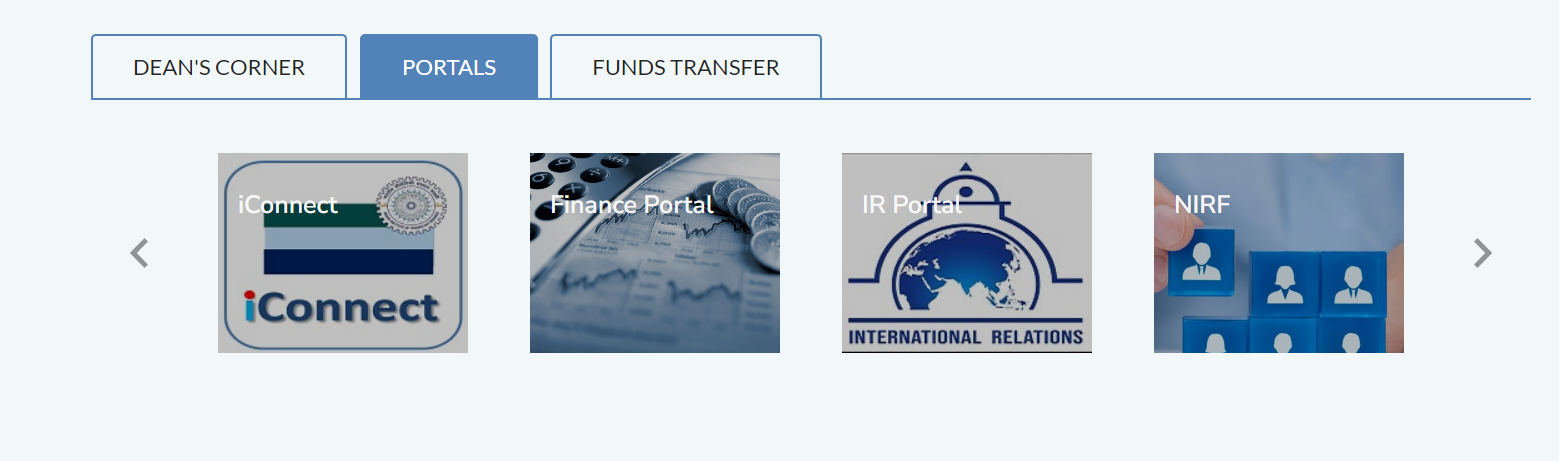 DEAN'S CORNER
PORTALS
FUNDS TRANSFER
iConnect
iConnect
Finance Portal
IR Portal
INTERNATIONAL RELATIONS
NIRF